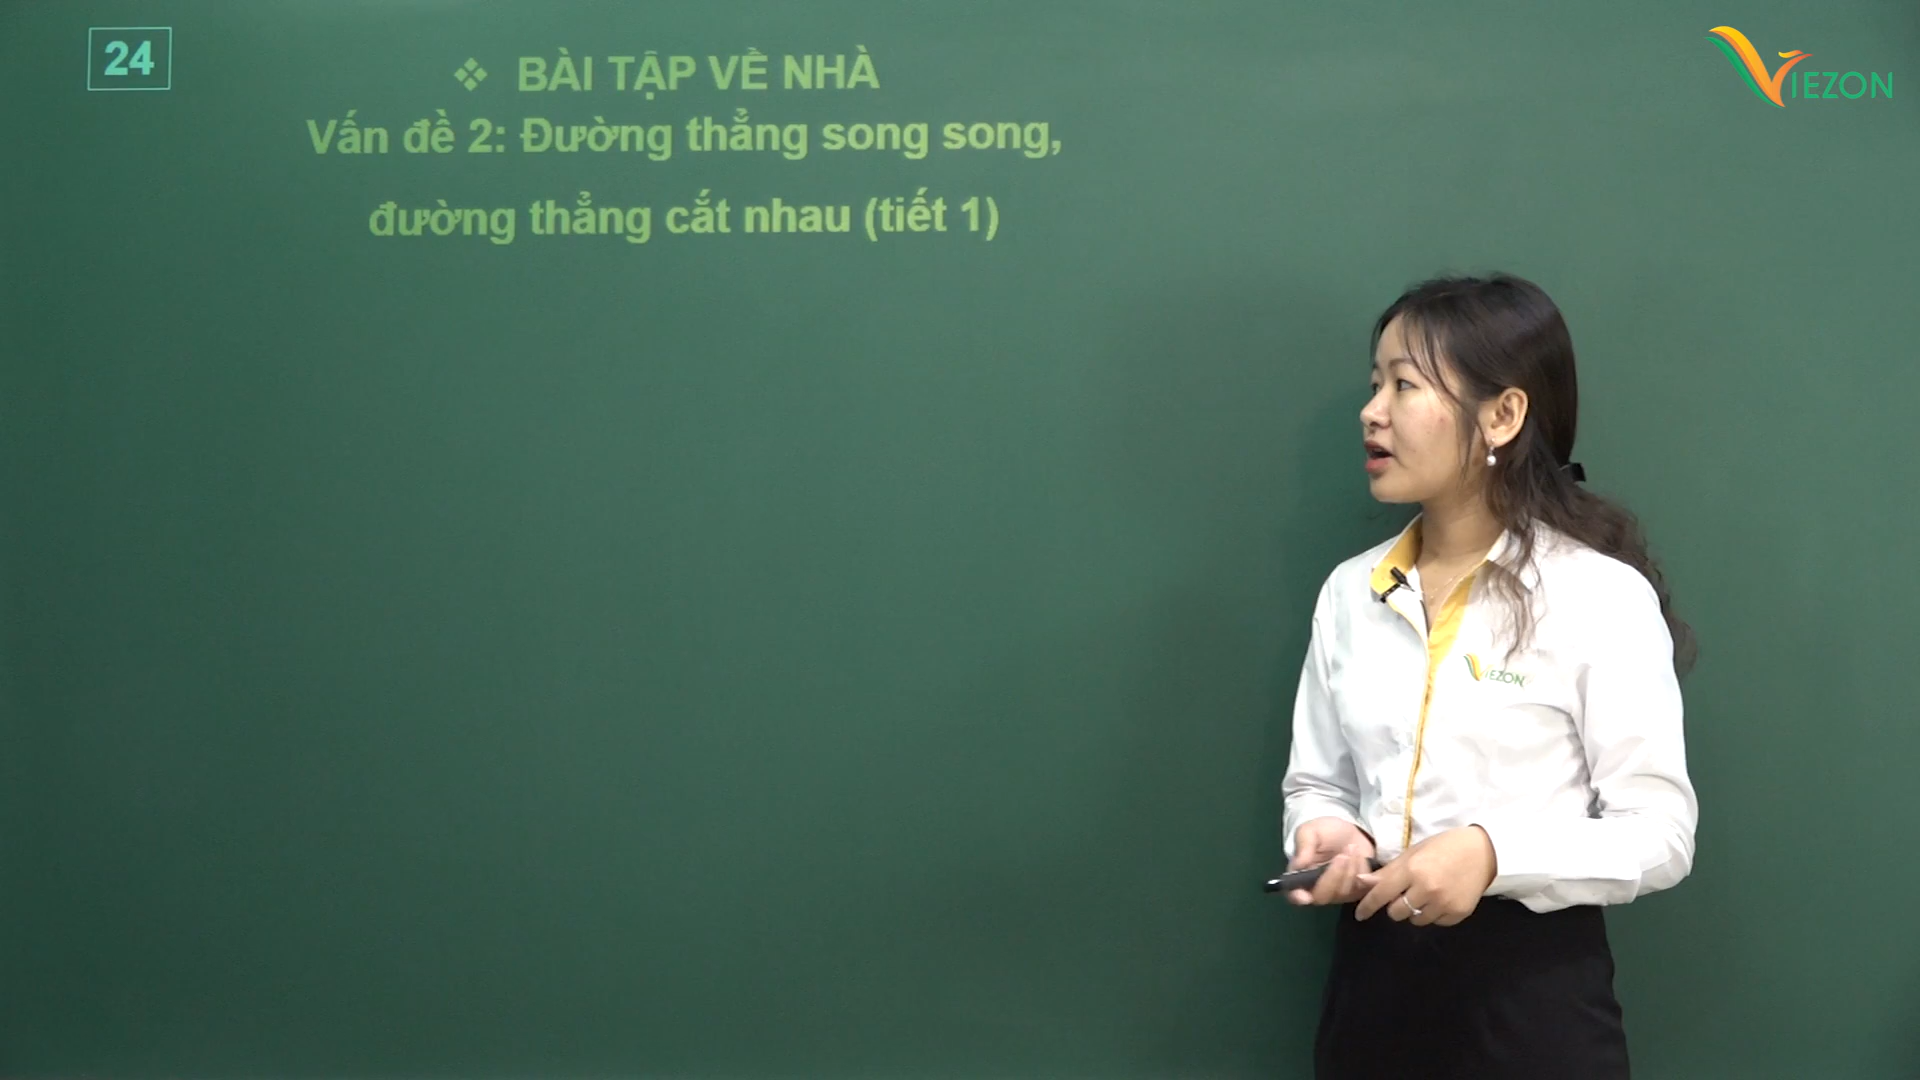 24
❖ BÀI TẬP VỀ NHÀ
VIEZON
Vấn đề 2: Đường thẳng song song,
đường thẳng cắt nhau (tiết 1)
VIEZON